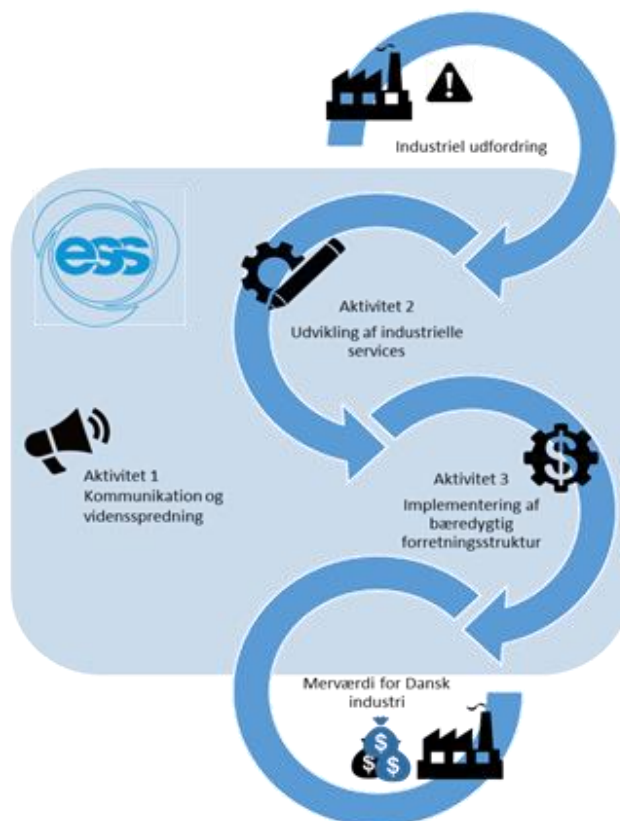 Industriel udfordring
ess
Aktivitet 2
Udvikling af industrielle
services
Aktivitet 1
Kommunikation og
vidensspredning
Aktivitet 3
Implementering af
bæredygtig
forretningsstruktur
Merværdi for Dansk
industri